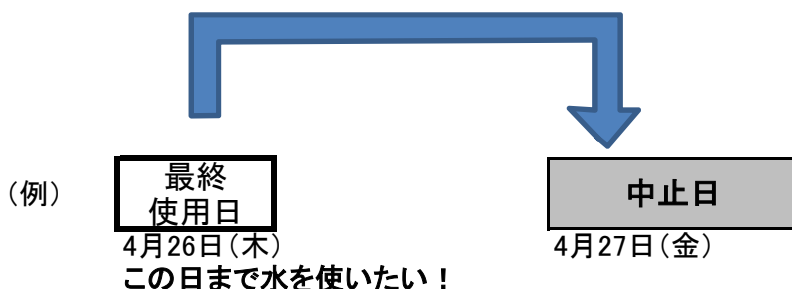 (例)
最終
使用日
中止日
4月26日(木)
4月27日(金)
この日まで水を使いたい!